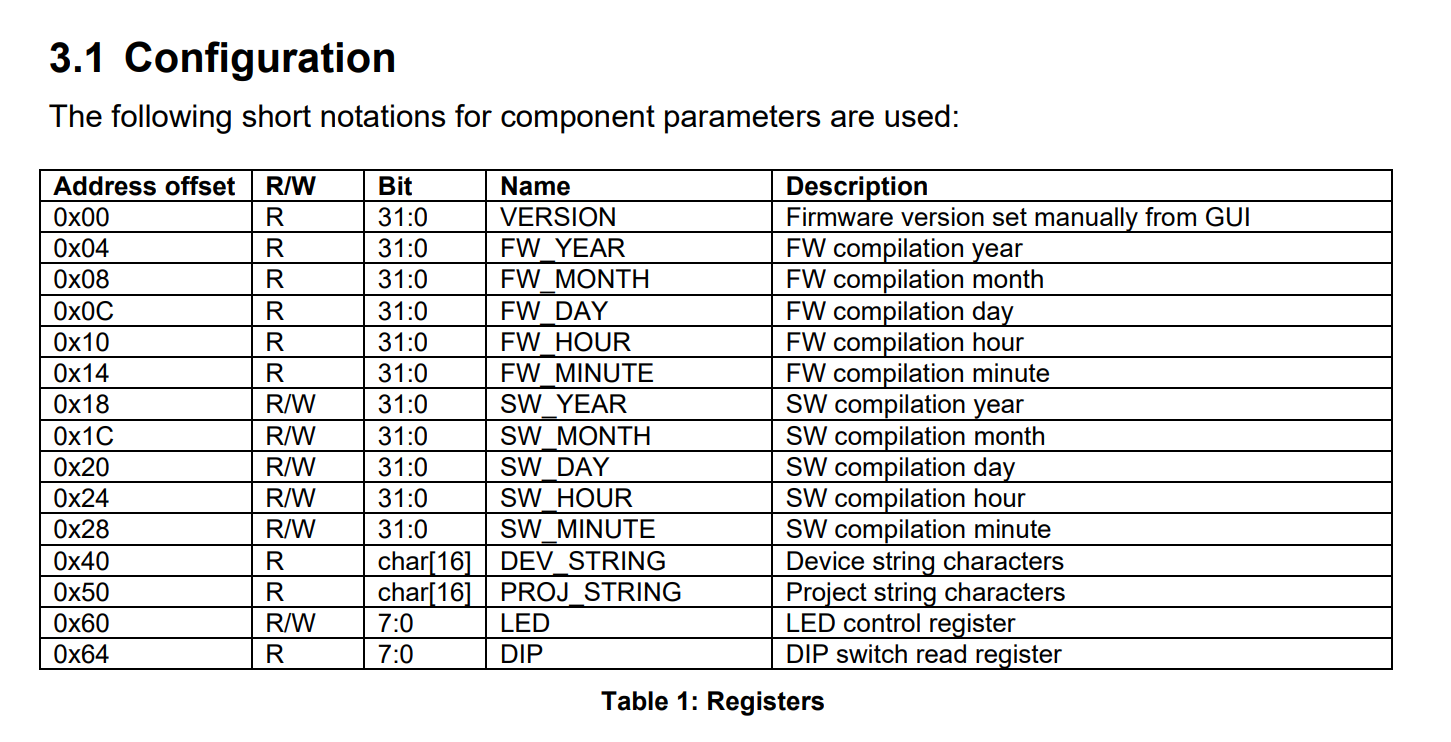 3.1 Configuration
The following short notations for component parameters are used:
Address offset R/W Bit Name Description
0x00 R 31:0 VERSION Firmware version set manually from GUI
0x04 R 31:0 FW_YEAR FW compilation year
0x08 R 31:0 FW_MONTH FW compilation month
0x0C R 31:0 FW_DAY FW compilation day
0x10 R 31:0 FW_HOUR FW compilation hour
0x14 R 31:0 FW_MINUTE FW compilation minute
0x18 R/W 31:0 SW_YEAR SW compilation year
0x1C R/W 31:0 SW_MONTH SW compilation month
0x20 R/W 31:0 SW_DAY SW compilation day
0x24 R/W 31:0 SW_HOUR SW compilation hour
0x28 R/W 31:0 SW_MINUTE SW compilation minute
0x40 R char[16] DEV_STRING Device string characters
0x50 R char[16] PROJ_STRING Project string characters
0x60 R/W 7:0 LED LED control register
0x64 R 7:0 DIP DIP switch read register
Table 1: Registers